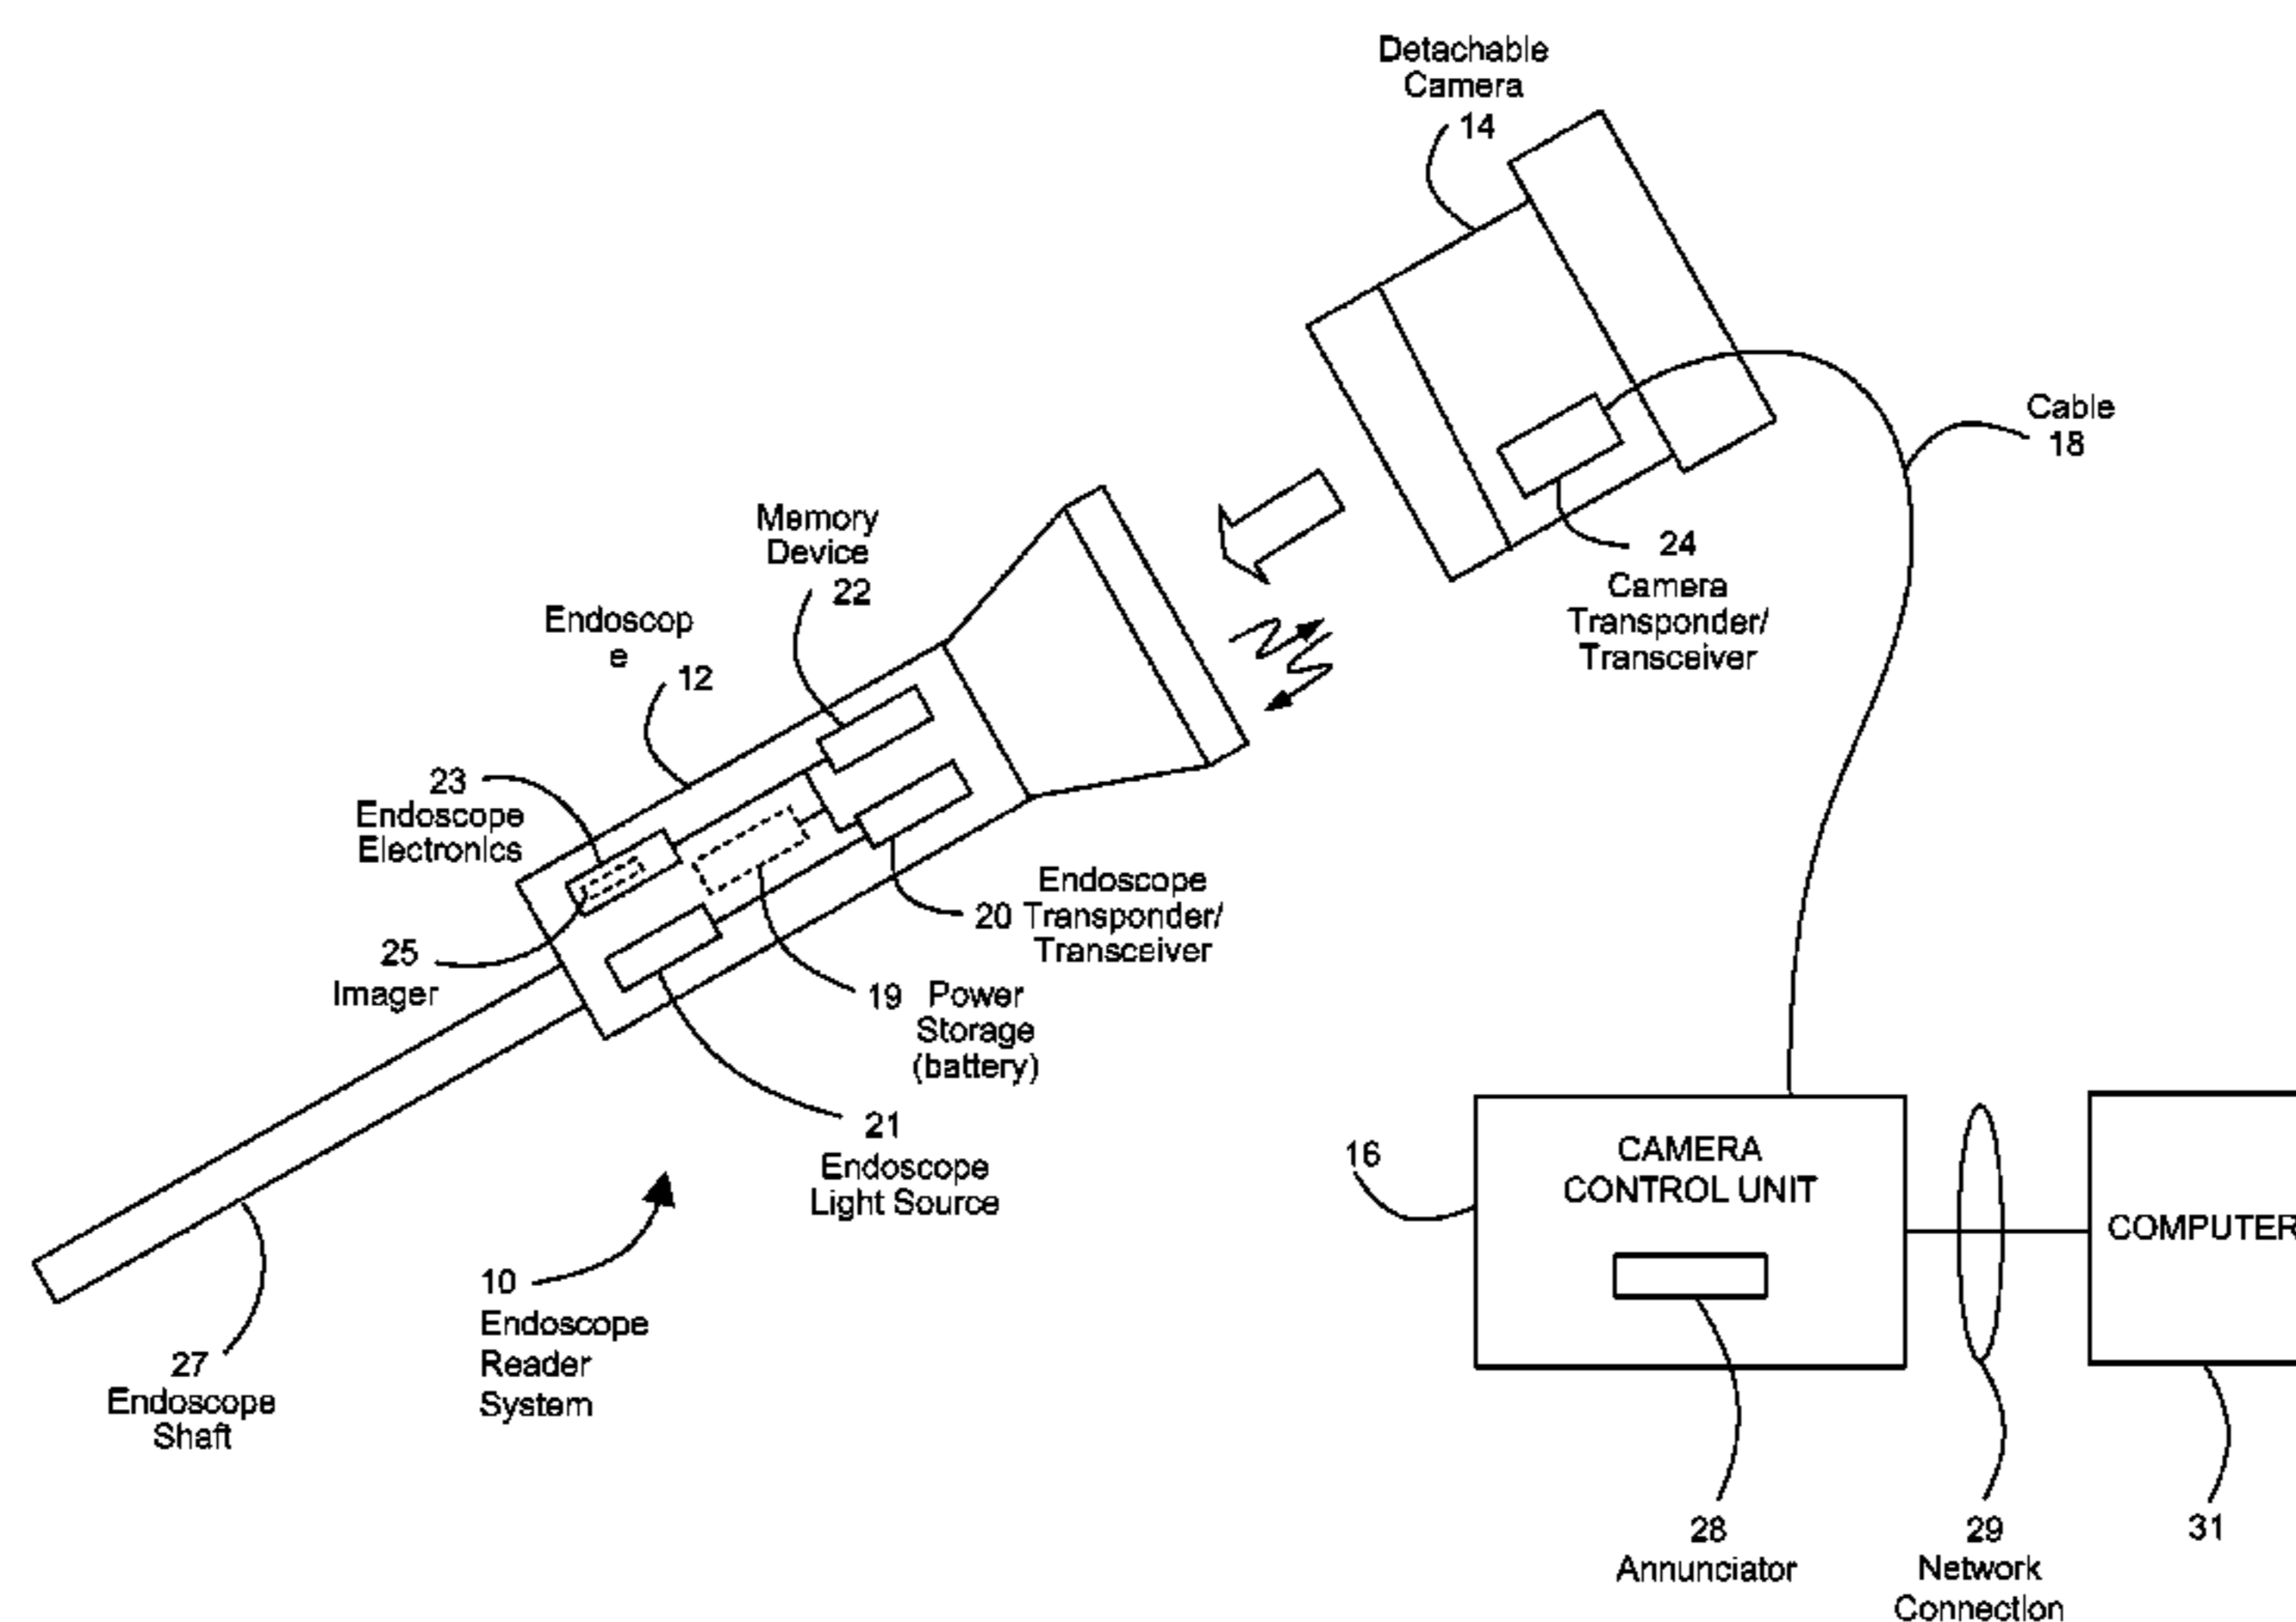 Detachable
Camera
14
Cable
18
Memory
Device
22
24
Camera
Transponder/
Transceiver
Endoscop
e
12
23
Endoscope
Electronics
Endoscope
20 Transponder/
Transceiver
25
Imager
19 Power
Storage
(battery)
21
Endoscope
Light Source
16
CAMERA
CONTROL UNIT
COMPUTER
10
Endoscope
Reader
System
27
Endoscope
Shaft
28
Annunciator
29
Network
Connection
31